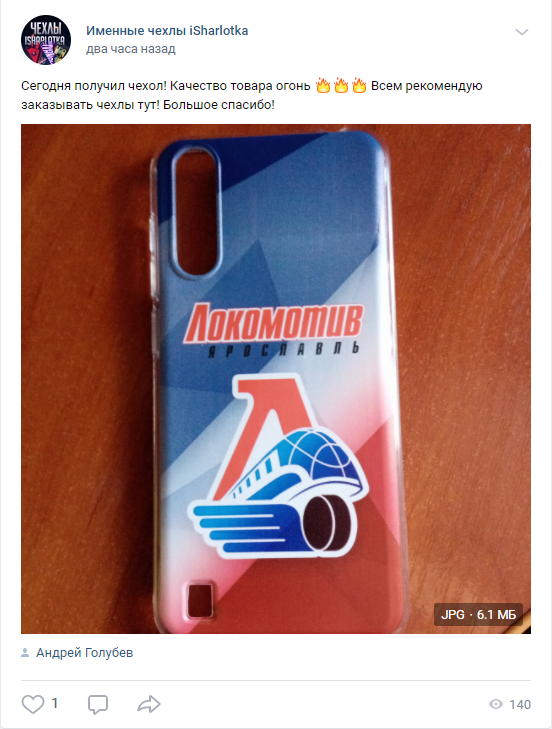 ЧЕХЛЫ
ISHARLOTKA
Именные чехлы iSharlotka
два часа назад
Сегодня получил чехол! Качество товара огонь 🔥🔥🔥 Всем рекомендую
заказывать чехлы тут! Большое спасибо!
ЛОКОМОТИВ
ЯРОСЛАВЛЬ
JPG · 6.1 МБ
Андрей Голубев
1
140